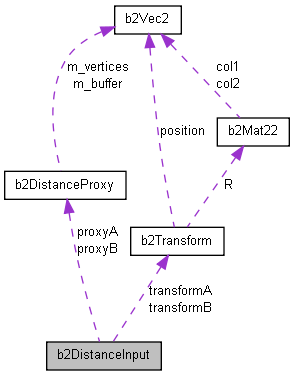 b2Vec2
m_vertices
m_buffer
col1
col2
position
b2Mat22
b2DistanceProxy
R
proxyA
proxyB
b2Transform
transformA
transformB
b2DistanceInput